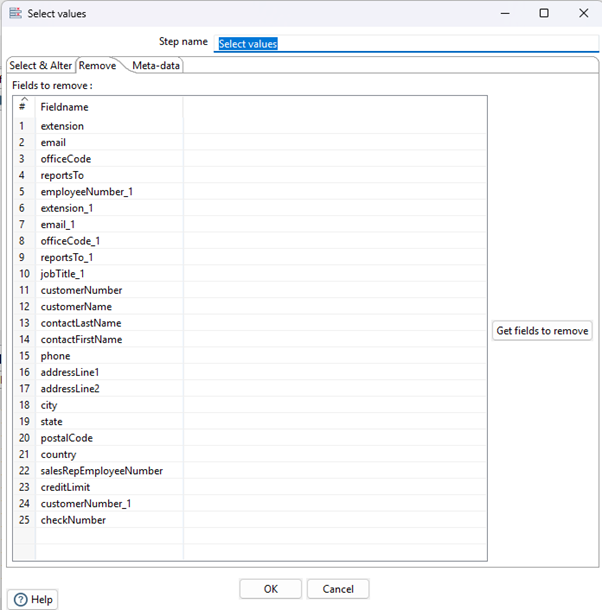 Select values
Step name Select values
Select & Alter Remove Meta-data
Fields to remove :
# Fieldname
1 extension
2 email
3 officeCode
4 reportsTo
5 employeeNumber_1
6 extension_1
7 email_1
8 officeCode_1
9 reportsTo_1
10 jobTitle_1
11 customerNumber
12 customerName
13 contactLastName
14 contactFirstName
15 phone
16 addressLine1
17 addressLine2
18 city
19 state
20 postalCode
21 country
22 salesRepEmployeeNumber
23 creditLimit
24 customerNumber_1
25 checkNumber
Get fields to remove
OK Cancel
? Help